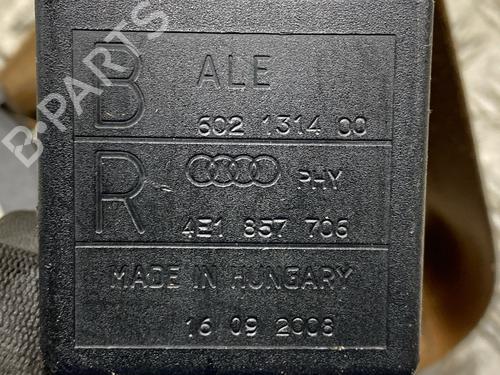 B ALE
602 1314 00
R PHY
4E1 857 706
MADE IN HUNGARY
16 09 2008
B-PARTS